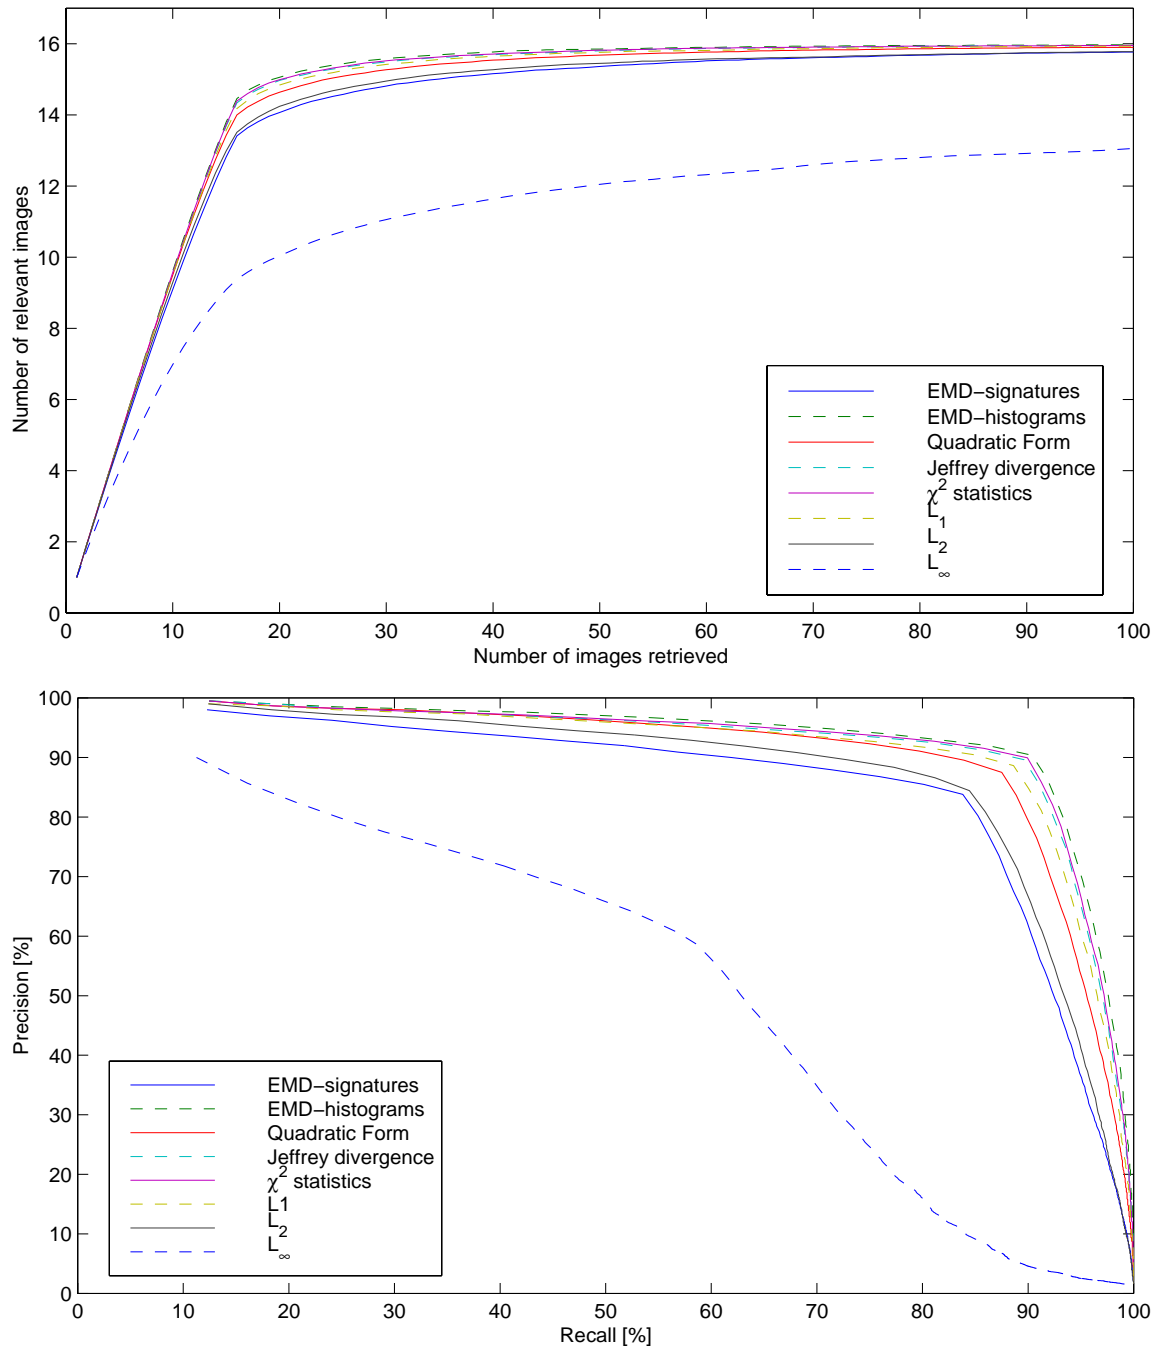 16
14
12
10
8
6
4
2
0
Number of relevant images
EMD−signatures
EMD−histograms
Quadratic Form
Jeffrey divergence
χ² statistics
L₁
L₂
L∞
0 10 20 30 40 50 60 70 80 90 100
Number of images retrieved
100
90
80
70
60
50
40
30
20
10
0
Precision [%]
EMD−signatures
EMD−histograms
Quadratic Form
Jeffrey divergence
χ² statistics
L1
L₂
L∞
0 10 20 30 40 50 60 70 80 90 100
Recall [%]